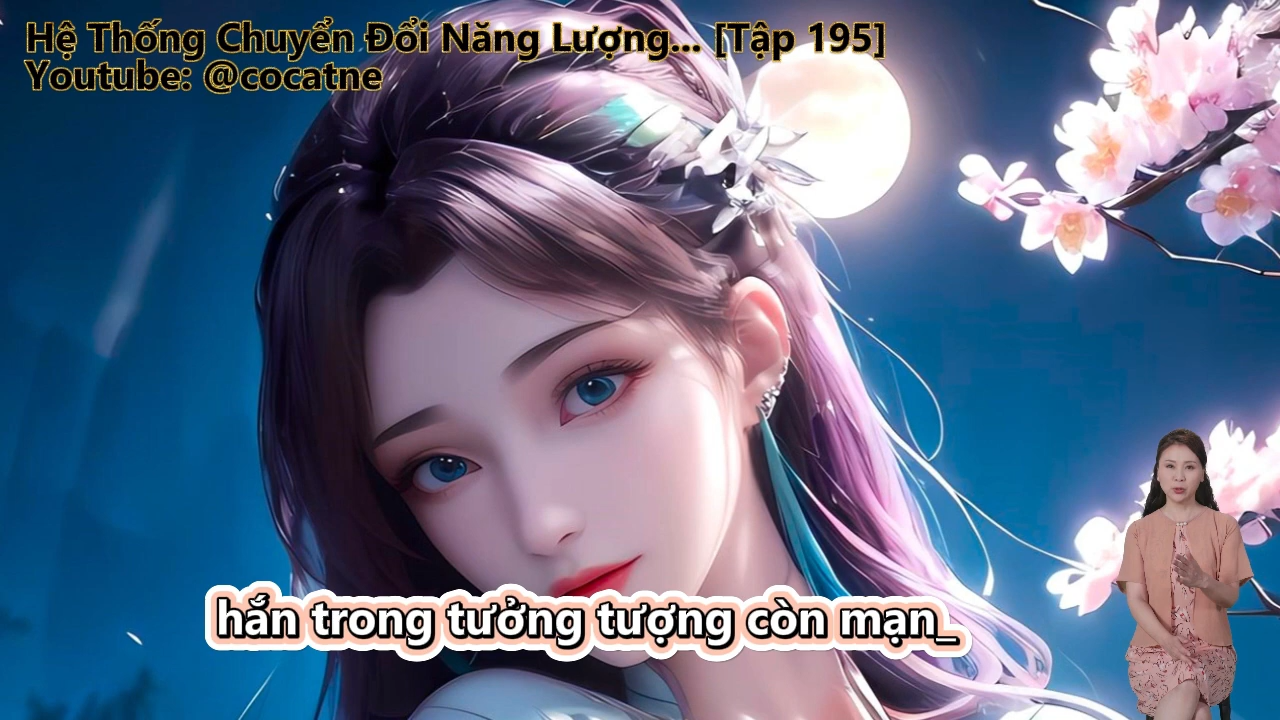 Hệ Thống Chuyển Đổi Năng Lượng... [Tập 195]
Youtube: @cocatne
hắn trong tưởng tượng còn mạn_